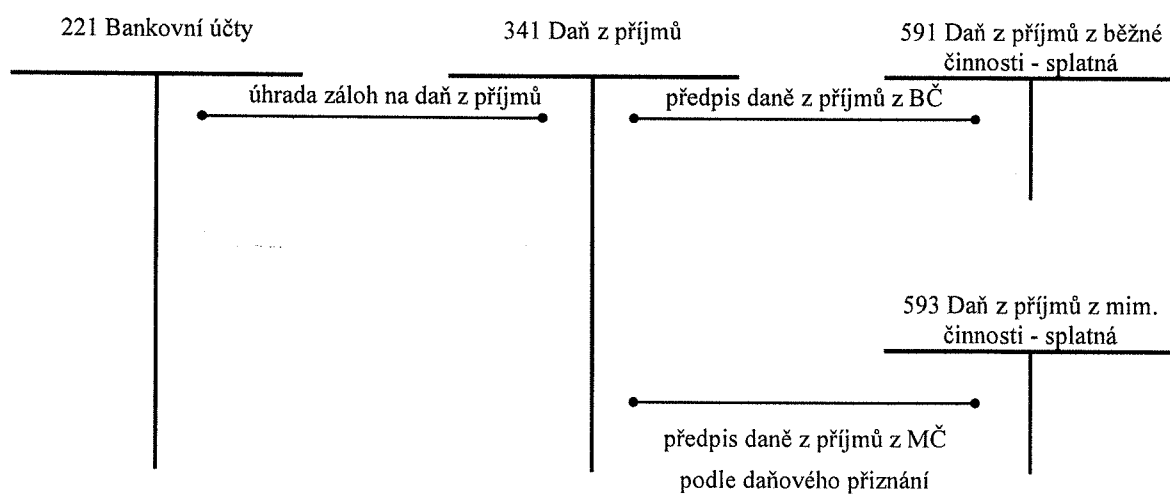 221 Bankovní účty
341 Daň z příjmů
591 Daň z příjmů z běžné
činnosti - splatná
úhrada záloh na daň z příjmů
předpis daně z příjmů z BČ
593 Daň z příjmů z mim.
činnosti - splatná
předpis daně z příjmů z MČ
podle daňového přiznání